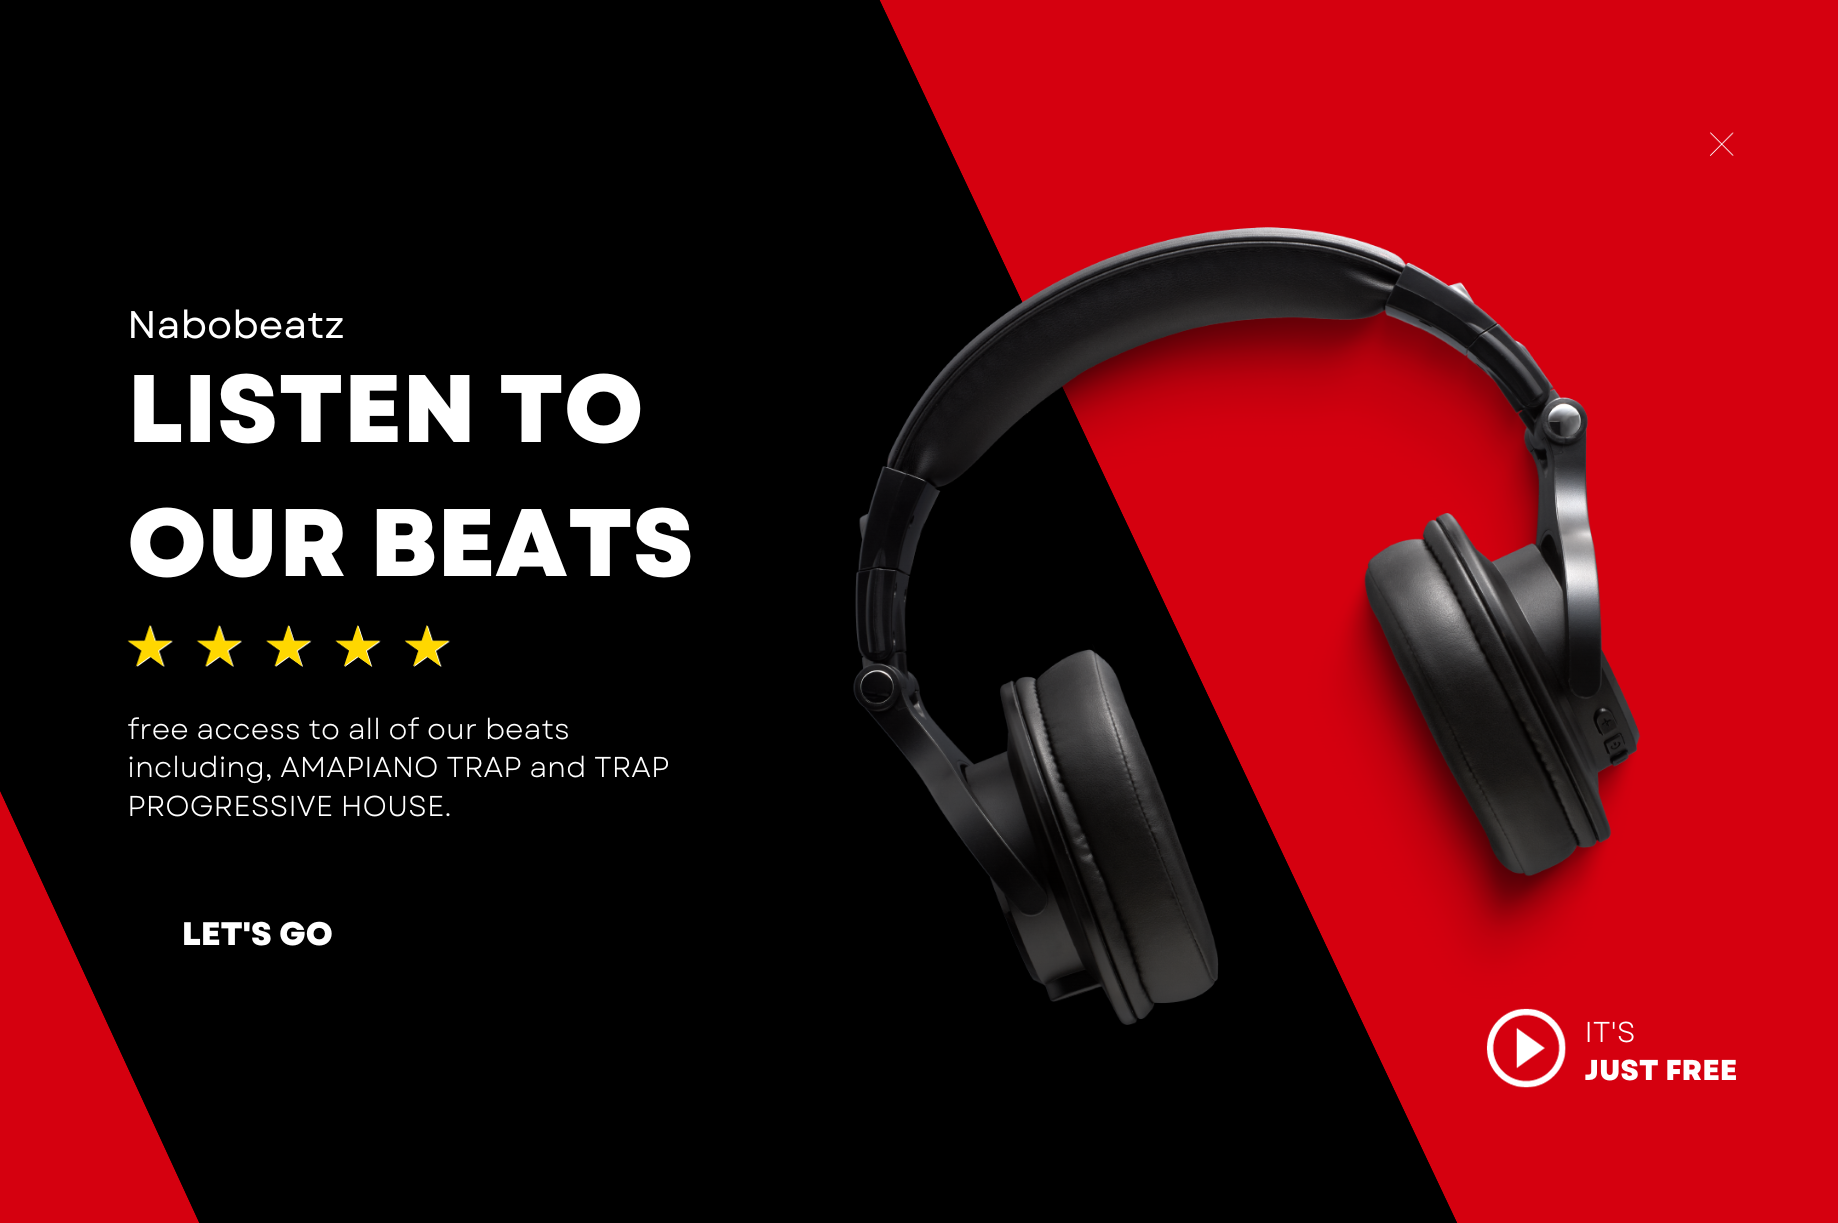 Nabobeatz
LISTEN TO
OUR BEATS
free access to all of our beats
including, AMAPIANO TRAP and TRAP
PROGRESSIVE HOUSE.
LET'S GO
IT'S
JUST FREE